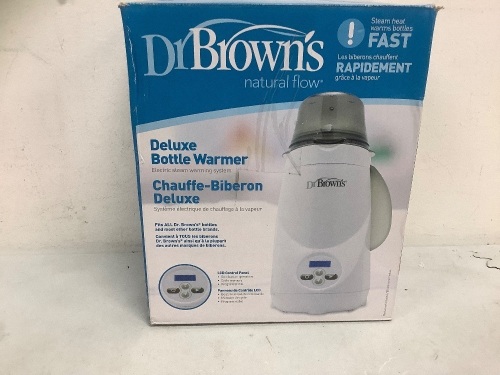 Dr Brown's
natural flow®
Steam heat
warms bottles
FAST
Les biberons chauffent
RAPIDEMENT
grâce à la vapeur
Deluxe
Bottle Warmer
Electric steam warming system
Chauffe-Biberon
Deluxe
Système électrique de chauffage à la vapeur
Fits ALL Dr. Brown's® bottles
and most other bottle brands.
Convient à TOUS les biberons
Dr. Brown's® ainsi qu'à la plupart
des autres marques de biberons.
Dr Brown's
LCD Control Panel